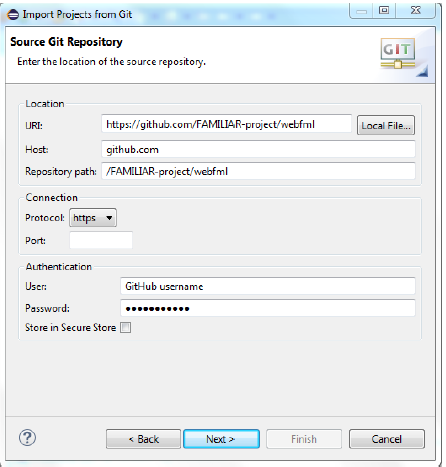 Import Projects from Git
Source Git Repository
Enter the location of the source repository.
GIT
Location
URI: https://github.com/FAMILIAR-project/webfml Local File...
Host: github.com
Repository path: /FAMILIAR-project/webfml
Connection
Protocol: https
Port:
Authentication
User: GitHub username
Password: ●●●●●●●●●●●
Store in Secure Store
? < Back Next > Finish Cancel